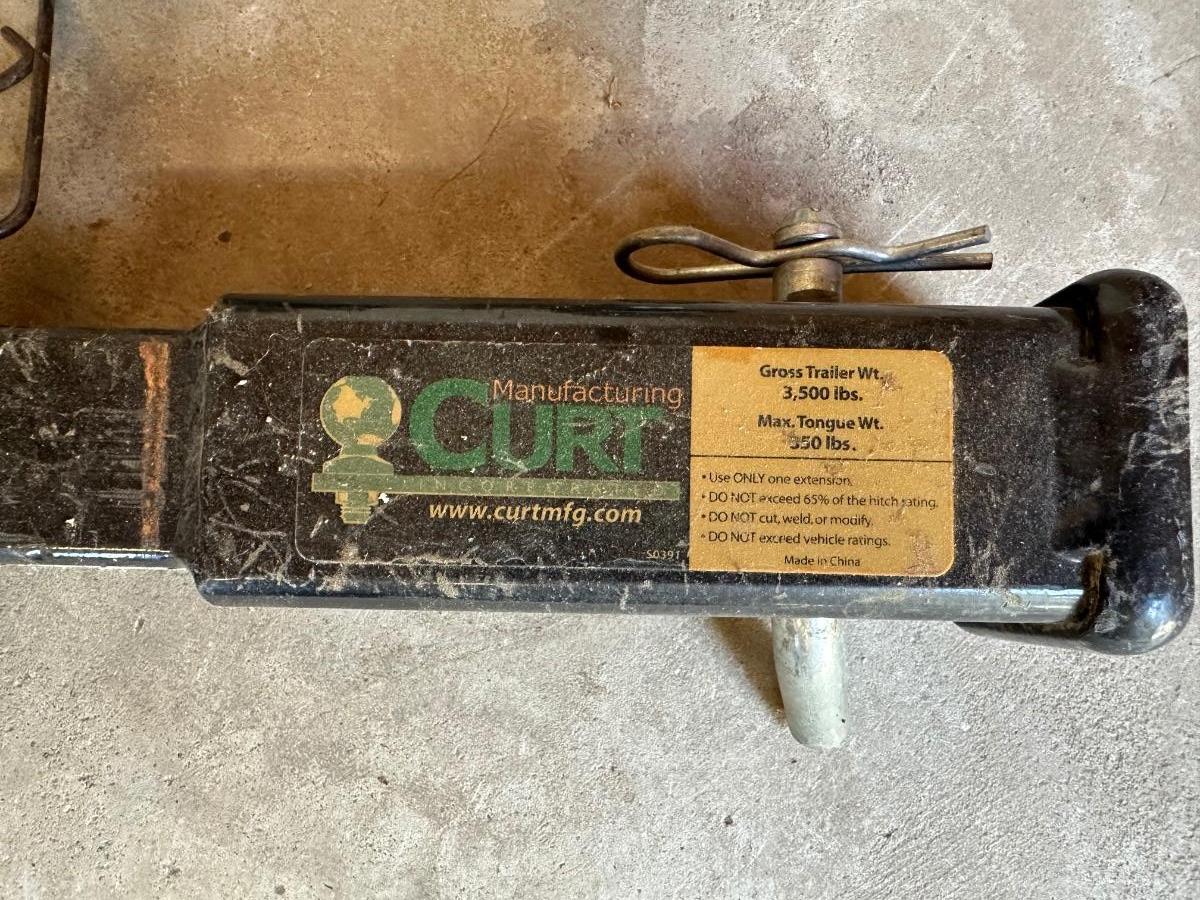 Manufacturing
CURT
INCORPORATED
www.curtmfg.com
S0391
Gross Trailer Wt.
3,500 lbs.
Max. Tongue Wt.
350 lbs.
• Use ONLY one extension.
• DO NOT exceed 65% of the hitch rating.
• DO NOT cut, weld, or modify.
• DO NOT exceed vehicle ratings.
Made in China